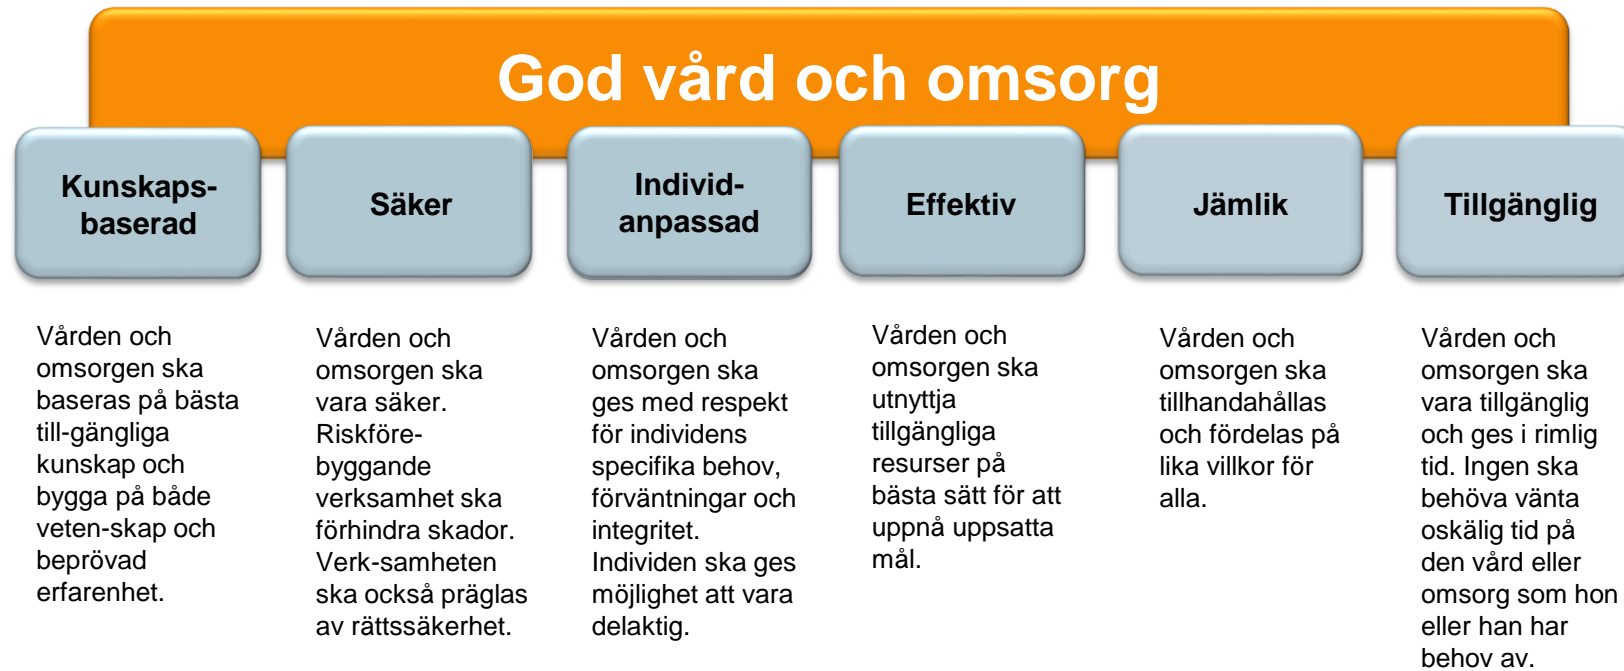 God vård och omsorg
Kunskaps-
baserad
Säker
Individ-
anpassad
Effektiv
Jämlik
Tillgänglig
Vården och
omsorgen ska
baseras på bästa
till-gängliga
kunskap och
bygga på både
veten-skap och
beprövad
erfarenhet.
Vården och
omsorgen ska
vara säker.
Riskföre-
byggande
verksamhet ska
förhindra skador.
Verk-samheten
ska också präglas
av rättssäkerhet.
Vården och
omsorgen ska
ges med respekt
för individens
specifika behov,
förväntningar och
integritet.
Individen ska ges
möjlighet att vara
delaktig.
Vården och
omsorgen ska
utnyttja
tillgängliga
resurser på
bästa sätt för att
uppnå uppsatta
mål.
Vården och
omsorgen ska
tillhandahållas
och fördelas på
lika villkor för
alla.
Vården och
omsorgen ska
vara tillgänglig
och ges i rimlig
tid. Ingen ska
behöva vänta
oskälig tid på
den vård eller
omsorg som hon
eller han har
behov av.